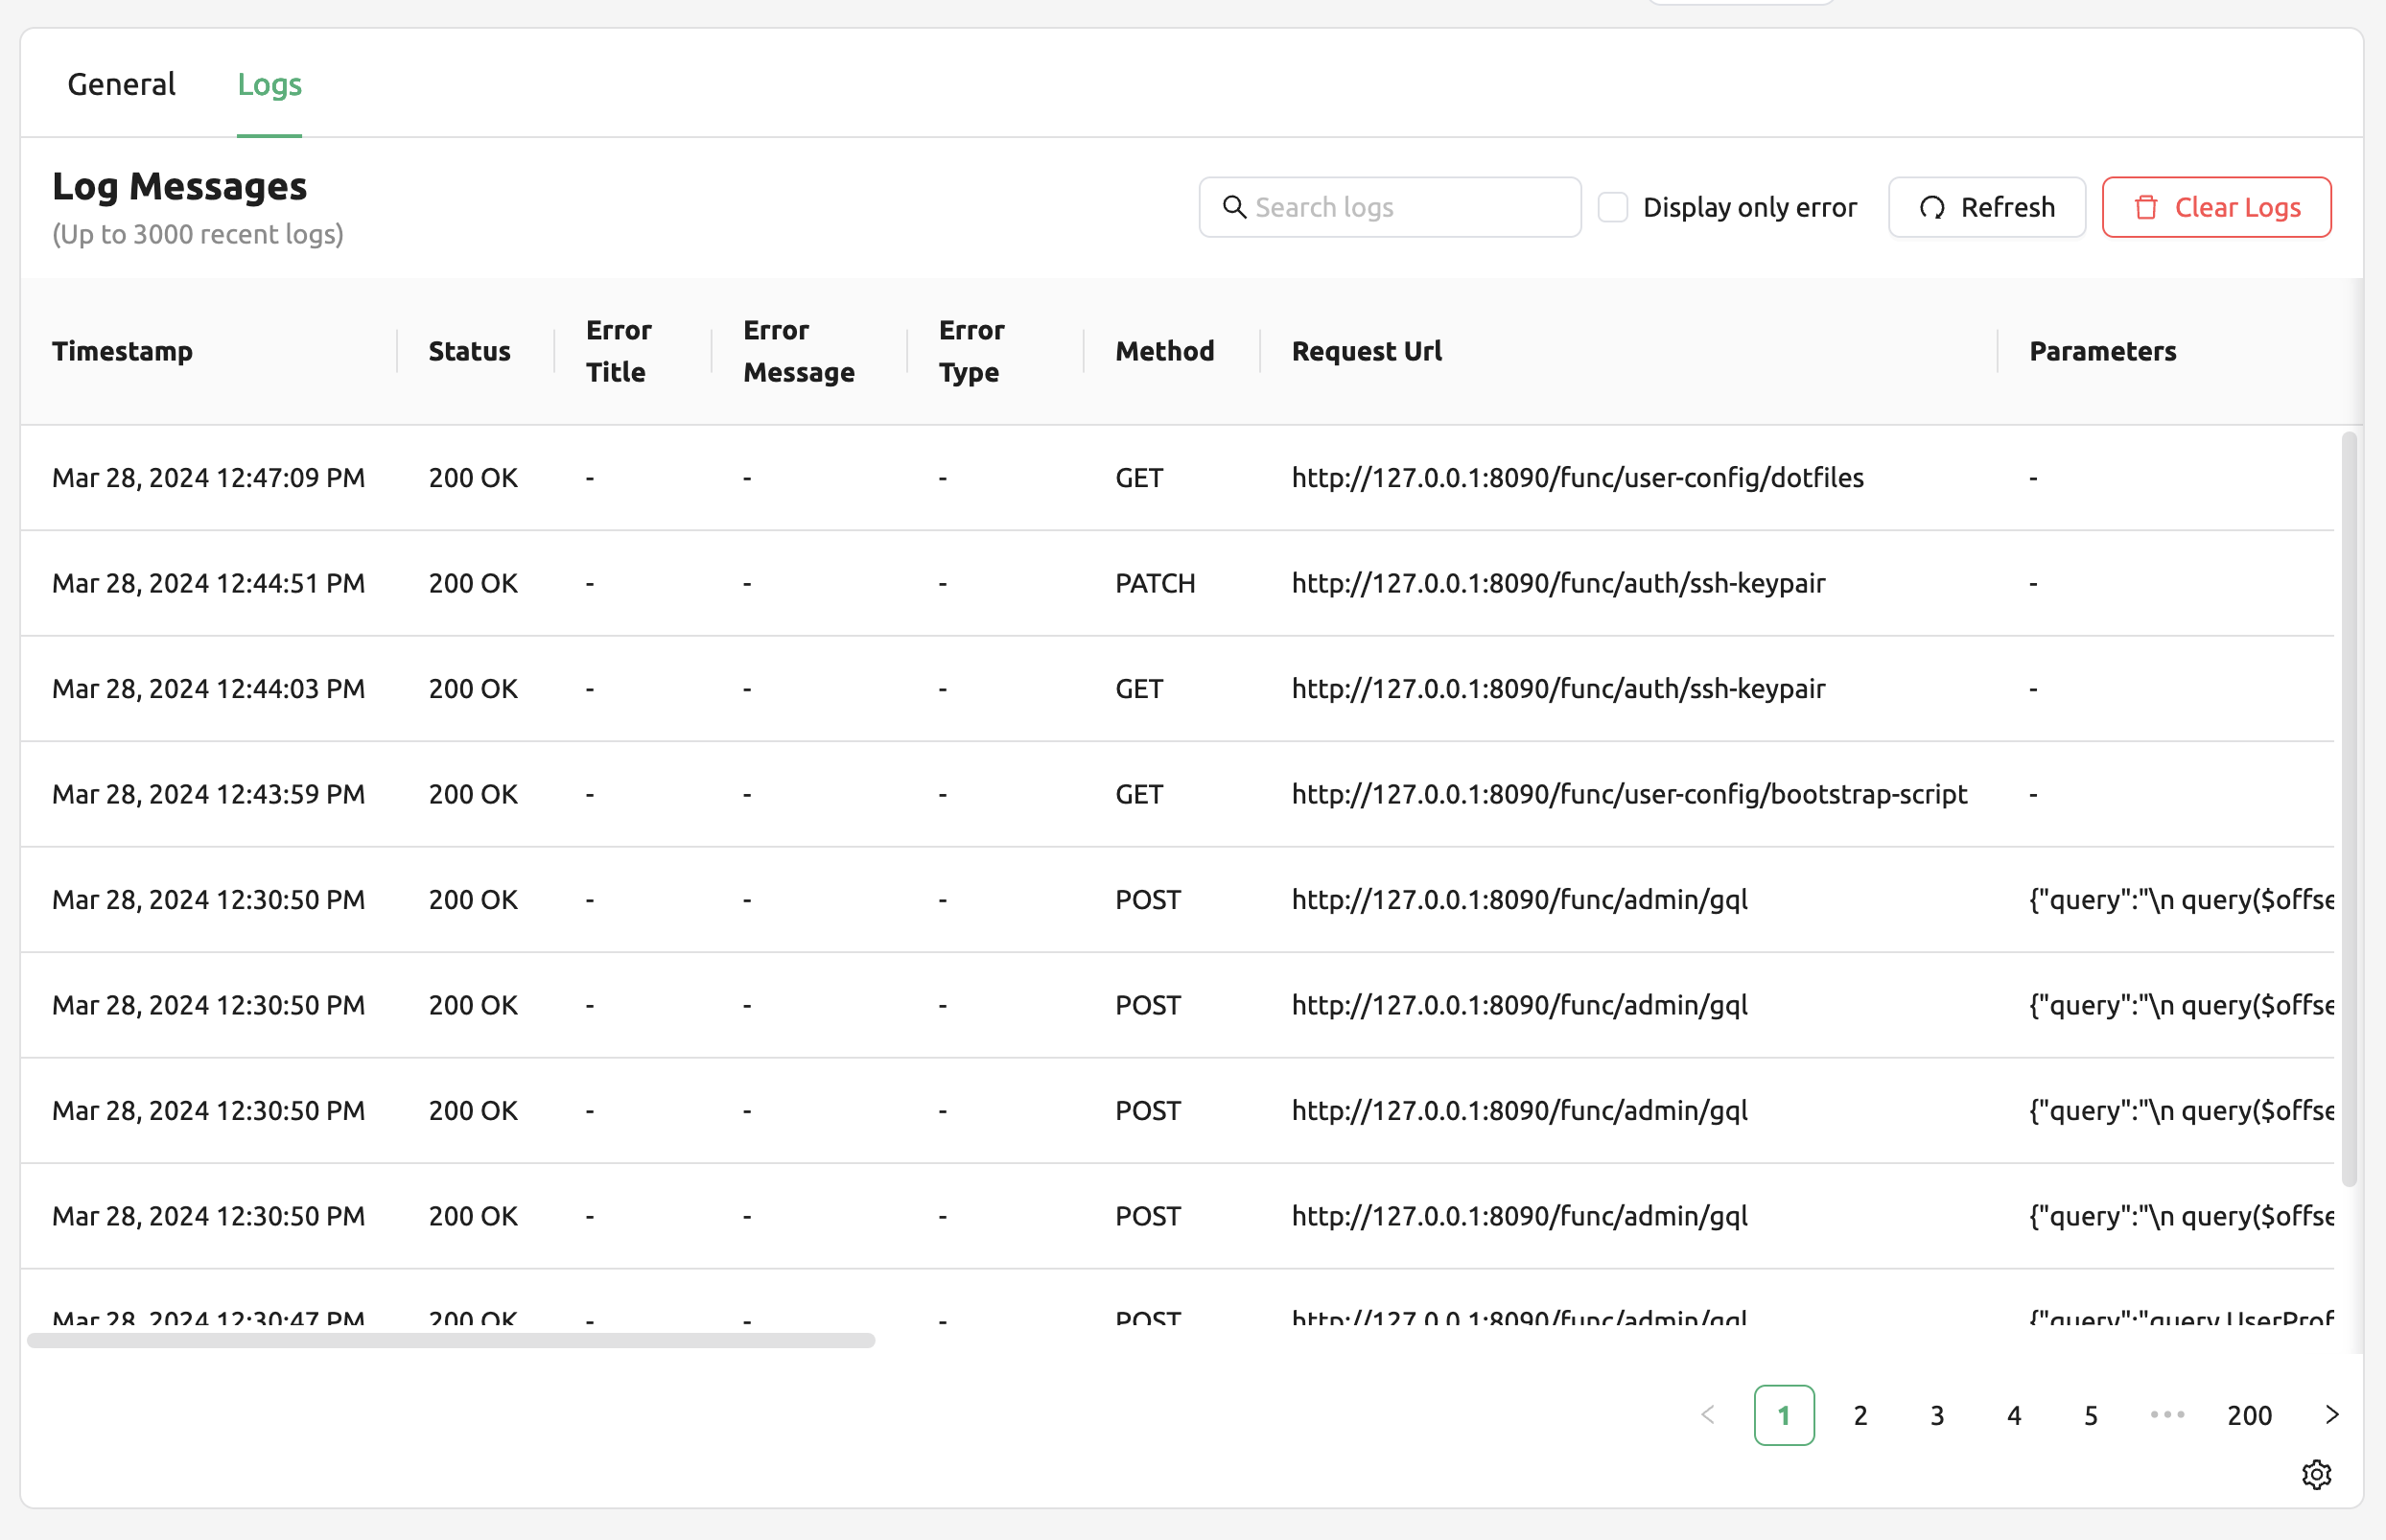 General Logs
Log Messages
(Up to 3000 recent logs)
Search logs Display only error Refresh Clear Logs
Timestamp Status Error Title Error Message Error Type Method Request Url Parameters
Mar 28, 2024 12:47:09 PM 200 OK - - - GET http://127.0.0.1:8090/func/user-config/dotfiles -
Mar 28, 2024 12:44:51 PM 200 OK - - - PATCH http://127.0.0.1:8090/func/auth/ssh-keypair -
Mar 28, 2024 12:44:03 PM 200 OK - - - GET http://127.0.0.1:8090/func/auth/ssh-keypair -
Mar 28, 2024 12:43:59 PM 200 OK - - - GET http://127.0.0.1:8090/func/user-config/bootstrap-script -
Mar 28, 2024 12:30:50 PM 200 OK - - - POST http://127.0.0.1:8090/func/admin/gql {"query":"\n query($offse
Mar 28, 2024 12:30:50 PM 200 OK - - - POST http://127.0.0.1:8090/func/admin/gql {"query":"\n query($offse
Mar 28, 2024 12:30:50 PM 200 OK - - - POST http://127.0.0.1:8090/func/admin/gql {"query":"\n query($offse
Mar 28, 2024 12:30:50 PM 200 OK - - - POST http://127.0.0.1:8090/func/admin/gql {"query":"\n query($offse
Mar 28, 2024 12:30:47 PM 200 OK - - - POST http://127.0.0.1:8090/func/admin/gql {"query":"query UserProf
< 1 2 3 4 5 ••• 200 >